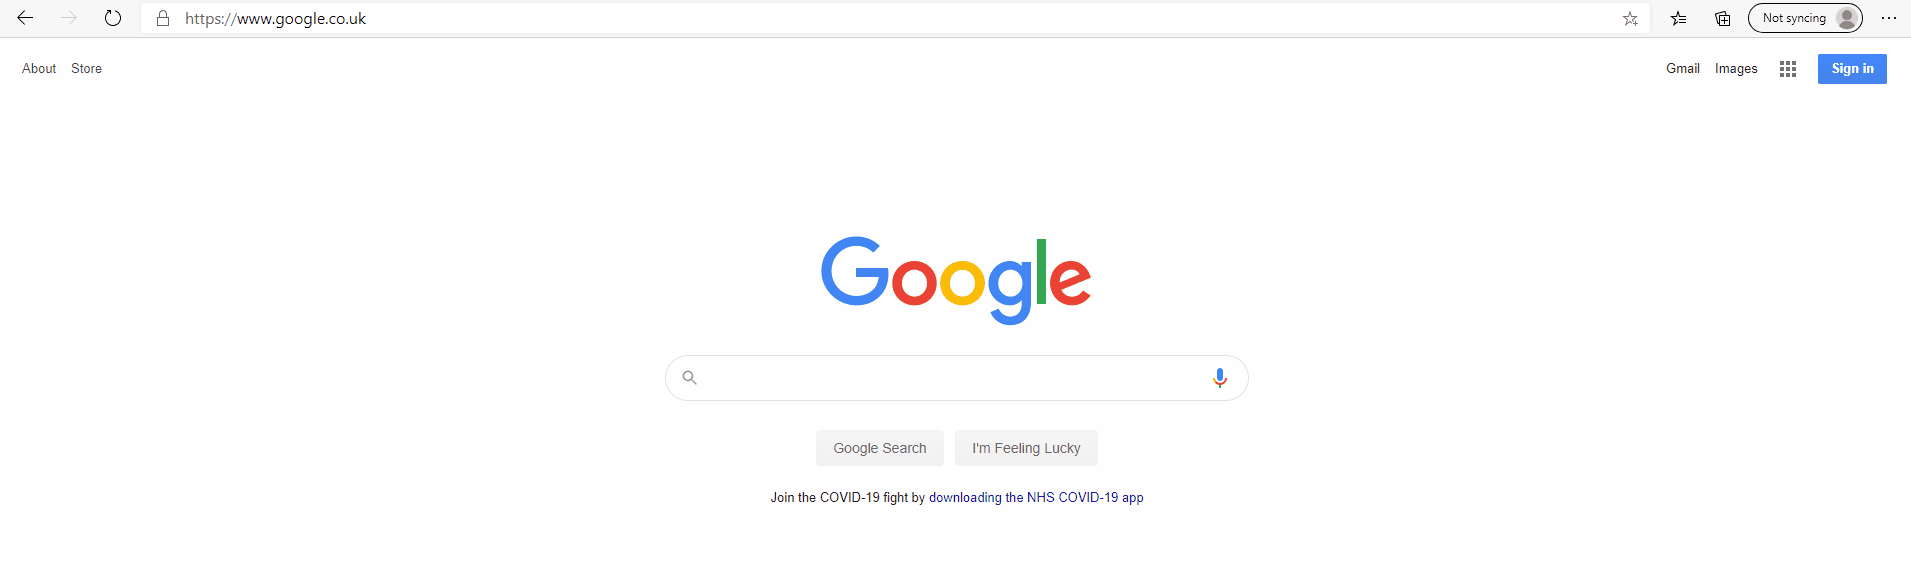 https://www.google.co.uk Not syncing
About Store Gmail Images Sign in
Google
Google Search I'm Feeling Lucky
Join the COVID-19 fight by downloading the NHS COVID-19 app